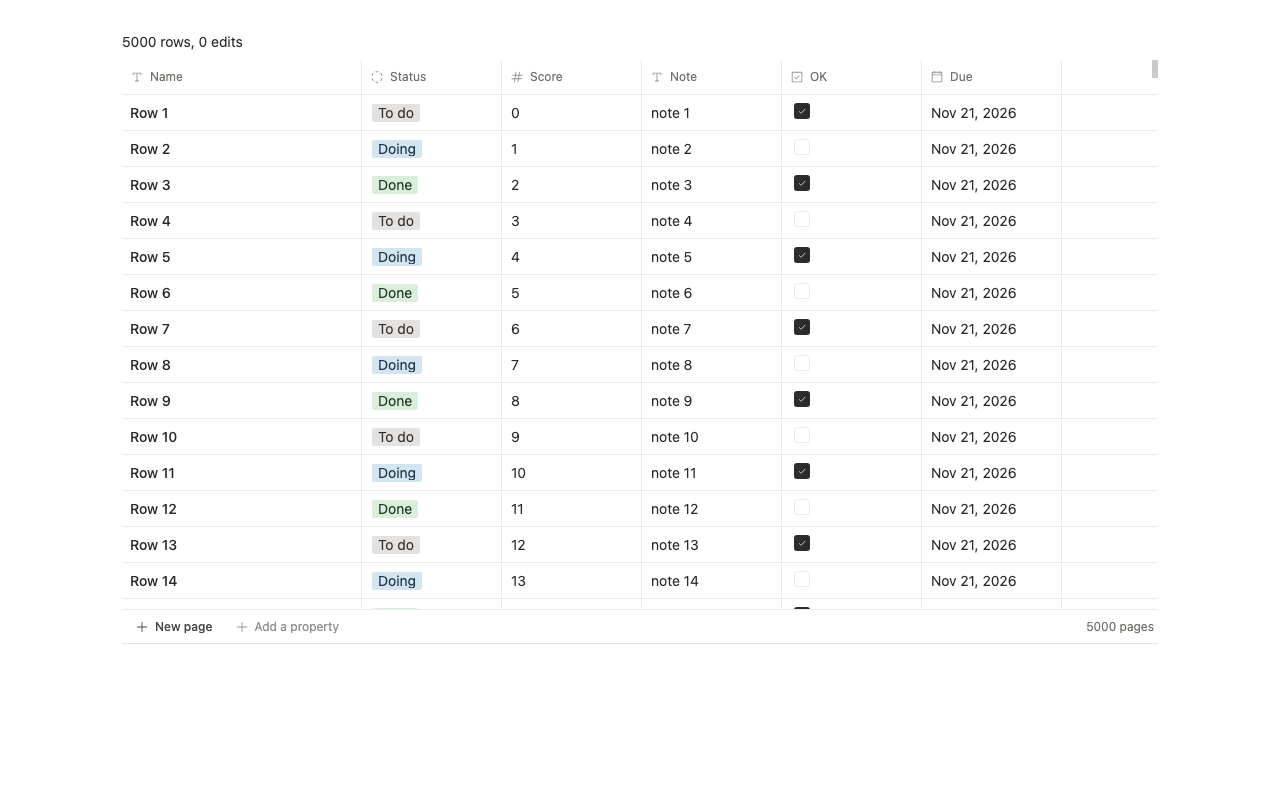 5000 rows, 0 edits
Name Status Score Note OK Due
Row 1 To do 0 note 1 Nov 21, 2026
Row 2 Doing 1 note 2 Nov 21, 2026
Row 3 Done 2 note 3 Nov 21, 2026
Row 4 To do 3 note 4 Nov 21, 2026
Row 5 Doing 4 note 5 Nov 21, 2026
Row 6 Done 5 note 6 Nov 21, 2026
Row 7 To do 6 note 7 Nov 21, 2026
Row 8 Doing 7 note 8 Nov 21, 2026
Row 9 Done 8 note 9 Nov 21, 2026
Row 10 To do 9 note 10 Nov 21, 2026
Row 11 Doing 10 note 11 Nov 21, 2026
Row 12 Done 11 note 12 Nov 21, 2026
Row 13 To do 12 note 13 Nov 21, 2026
Row 14 Doing 13 note 14 Nov 21, 2026
New page Add a property 5000 pages